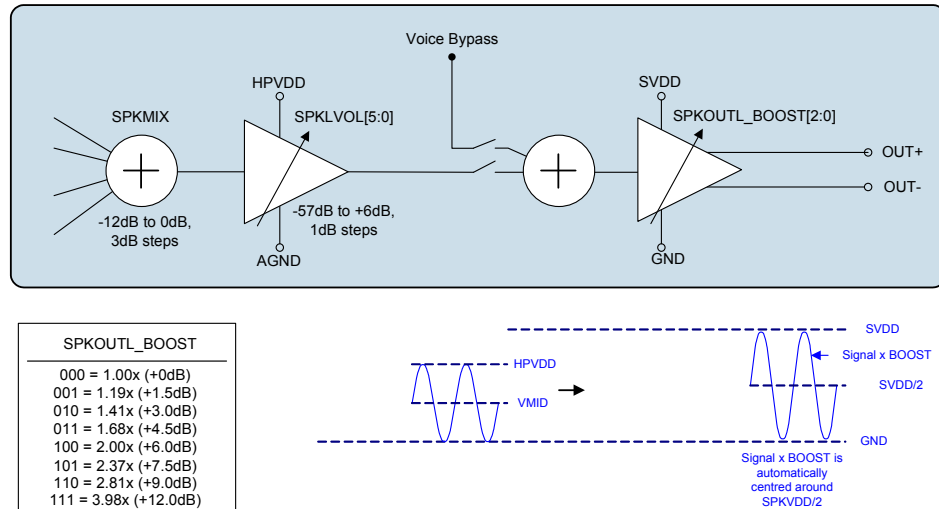 Voice Bypass
HPVDD
SVDD
SPKMIX
SPKLVOL[5:0]
SPKOUTL_BOOST[2:0]
OUT+
OUT-
-12dB to 0dB,
3dB steps
-57dB to +6dB,
1dB steps
AGND
GND
SPKOUTL_BOOST
000 = 1.00x (+0dB)
001 = 1.19x (+1.5dB)
010 = 1.41x (+3.0dB)
011 = 1.68x (+4.5dB)
100 = 2.00x (+6.0dB)
101 = 2.37x (+7.5dB)
110 = 2.81x (+9.0dB)
111 = 3.98x (+12.0dB)
HPVDD
VMID
SVDD
Signal x BOOST
SVDD/2
GND
Signal x BOOST is
automatically
centred around
SPKVDD/2